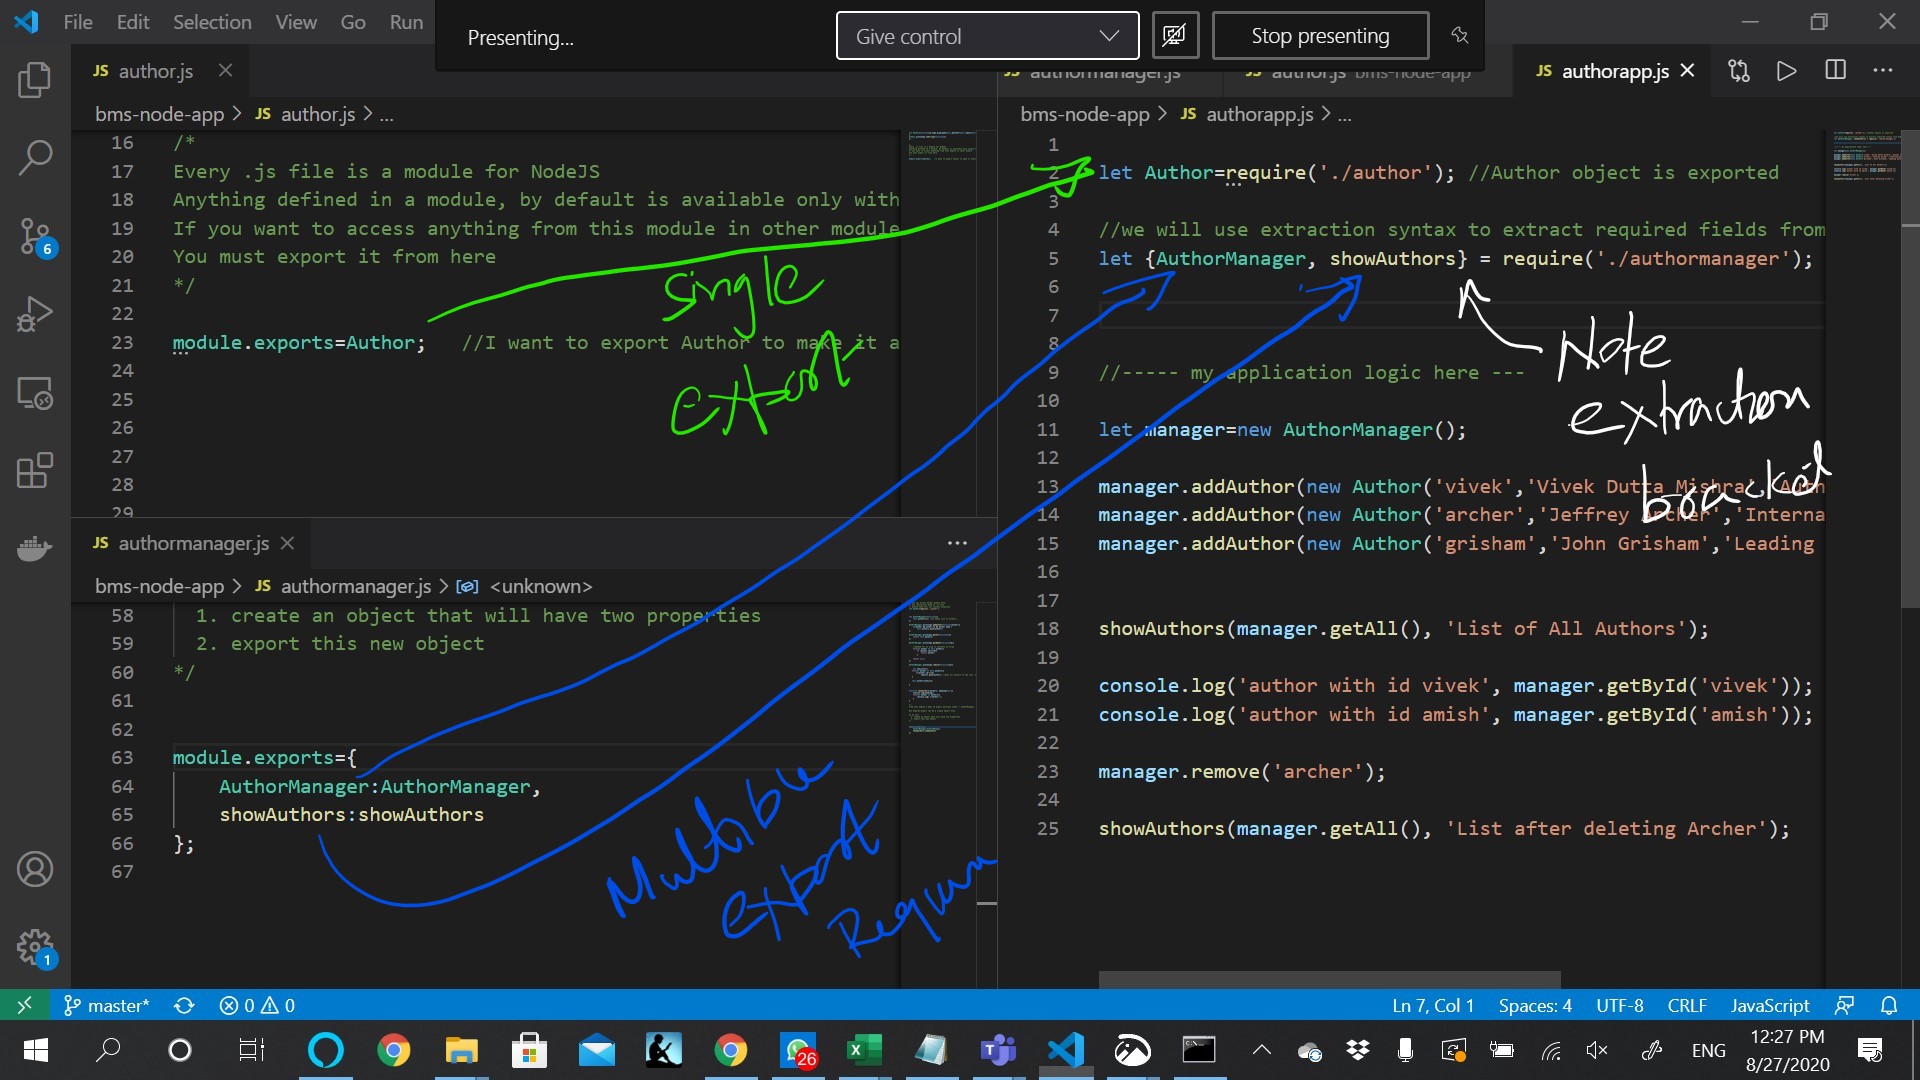 File Edit Selection View Go Run
Presenting...
Give control
Stop presenting
JS author.js
bms-node-app > JS author.js > ...
16 /*
17 Every .js file is a module for NodeJS
18 Anything defined in a module, by default is available only with
19 If you want to access anything from this module in other module
20 You must export it from here
21 */
22
23 module.exports=Author; //I want to export Author to make it a
24
25
26
27
28
29
single
export
JS authormanager.js
bms-node-app > JS authormanager.js > <unknown>
58 1. create an object that will have two properties
59 2. export this new object
60 */
61
62
63 module.exports={
64 AuthorManager:AuthorManager,
65 showAuthors:showAuthors
66 };
67
Multiple
export
JS authormanager.js JS author.js bms-node-app JS authorapp.js
bms-node-app > JS authorapp.js > ...
1
2 let Author=require('./author'); //Author object is exported
3
4 //we will use extraction syntax to extract required fields from
5 let {AuthorManager, showAuthors} = require('./authormanager');
6
7
8
9 //----- my application logic here ---
10
11 let manager=new AuthorManager();
12
13 manager.addAuthor(new Author('vivek','Vivek Dutta Mishra','Auth
14 manager.addAuthor(new Author('archer','Jeffrey Archer','Interna
15 manager.addAuthor(new Author('grisham','John Grisham','Leading
16
17
18 showAuthors(manager.getAll(), 'List of All Authors');
19
20 console.log('author with id vivek', manager.getById('vivek'));
21 console.log('author with id amish', manager.getById('amish'));
22
23 manager.remove('archer');
24
25 showAuthors(manager.getAll(), 'List after deleting Archer');
Note
extraction
bracket
6
1
master* 0 0 Ln 7, Col 1 Spaces: 4 UTF-8 CRLF JavaScript
26
ENG
12:27 PM
8/27/2020